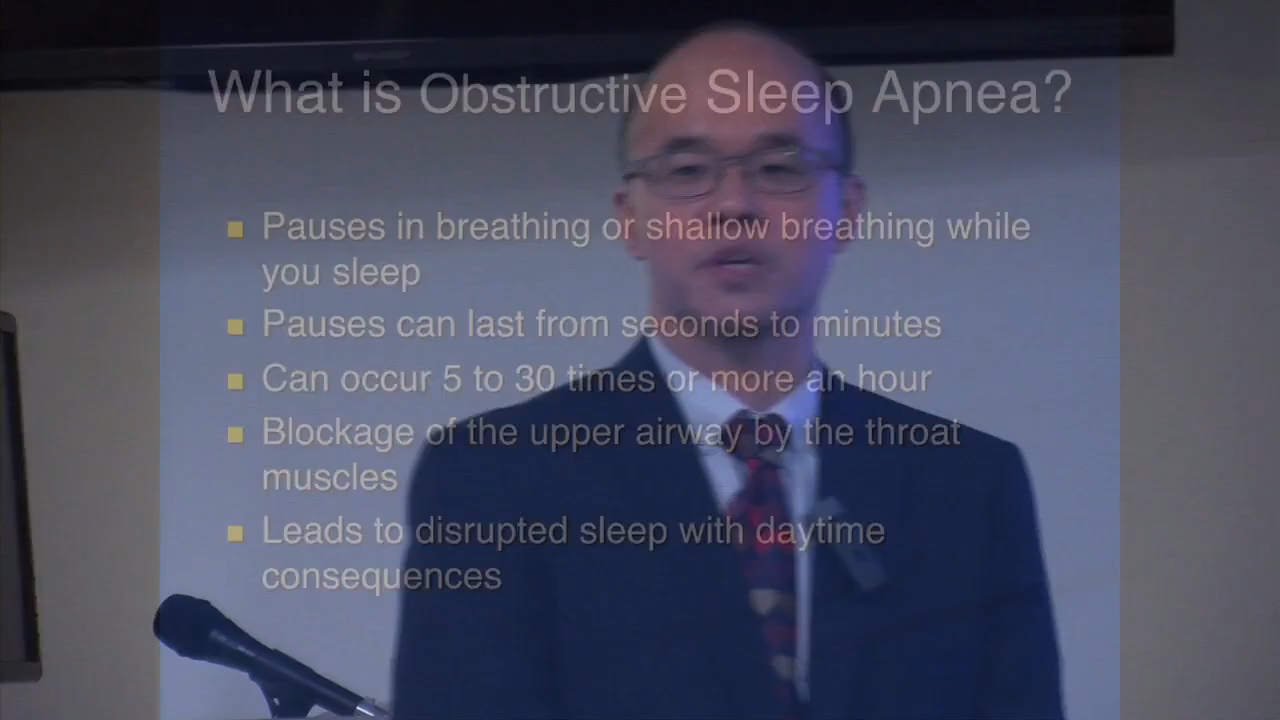 What is Obstructive Sleep Apnea?
Pauses in breathing or shallow breathing while
you sleep
Pauses can last from seconds to minutes
Can occur 5 to 30 times or more an hour
Blockage of the upper airway by the throat
muscles
Leads to disrupted sleep with daytime
consequences